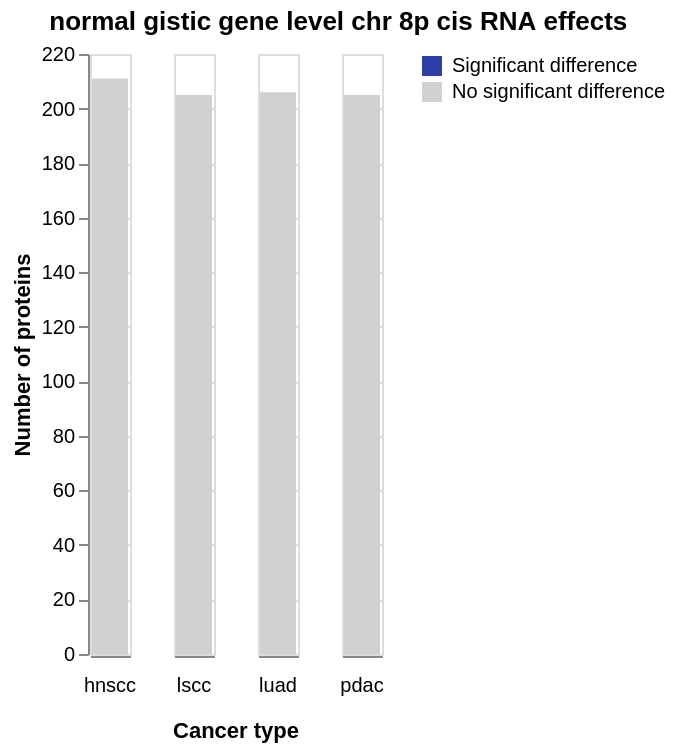 normal gistic gene level chr 8p cis RNA effects
Significant difference
No significant difference
Number of proteins
220
200
180
160
140
120
100
80
60
40
20
0
hnscc lscc luad pdac
Cancer type